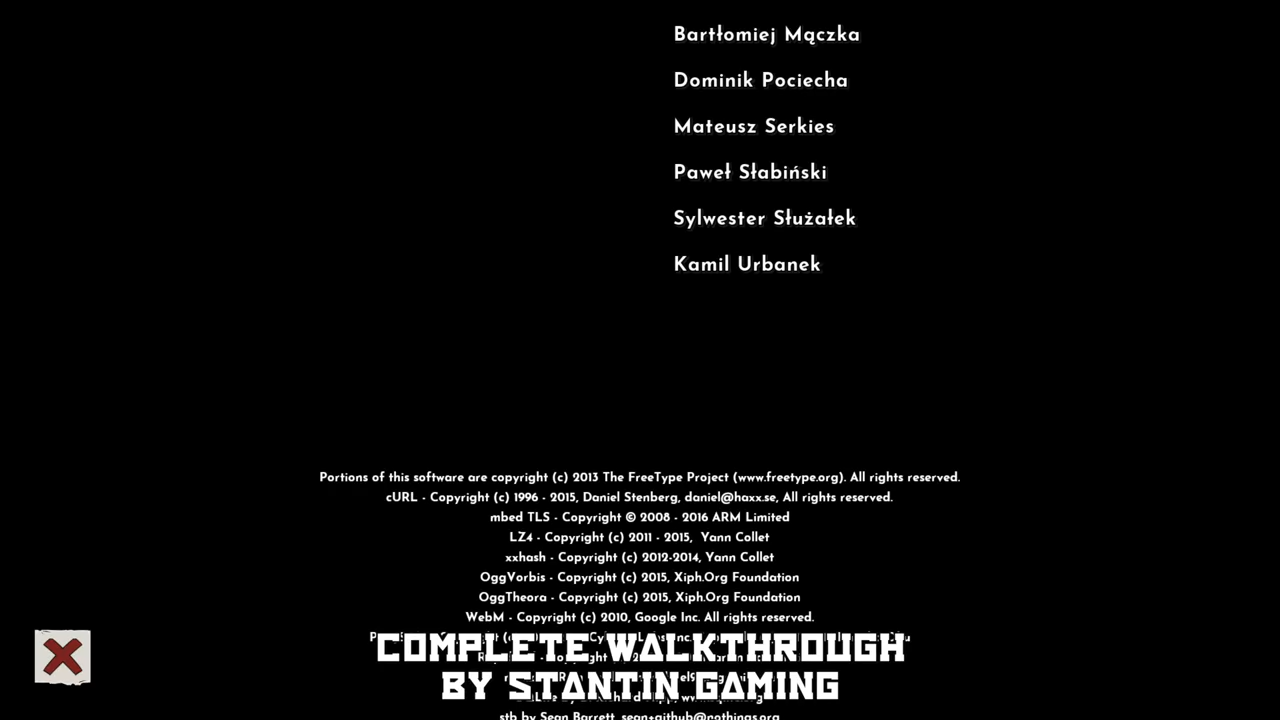 Bartłomiej Mączka
Dominik Pociecha
Mateusz Serkies
Paweł Słabiński
Sylwester Służałek
Kamil Urbanek
Portions of this software are copyright (c) 2013 The FreeType Project (www.freetype.org). All rights reserved.
cURL - Copyright (c) 1996 - 2015, Daniel Stenberg, daniel@haxx.se, All rights reserved.
mbed TLS - Copyright © 2008 - 2016 ARM Limited
LZ4 - Copyright (c) 2011 - 2015, Yann Collet
xxhash - Copyright (c) 2012-2014, Yann Collet
OggVorbis - Copyright (c) 2015, Xiph.Org Foundation
OggTheora - Copyright (c) 2015, Xiph.Org Foundation
WebM - Copyright (c) 2010, Google Inc. All rights reserved.
COMPLETE WALKTHROUGH
BY STANTIN GAMING
stb by Sean Barrett, sean+github@nothings.org